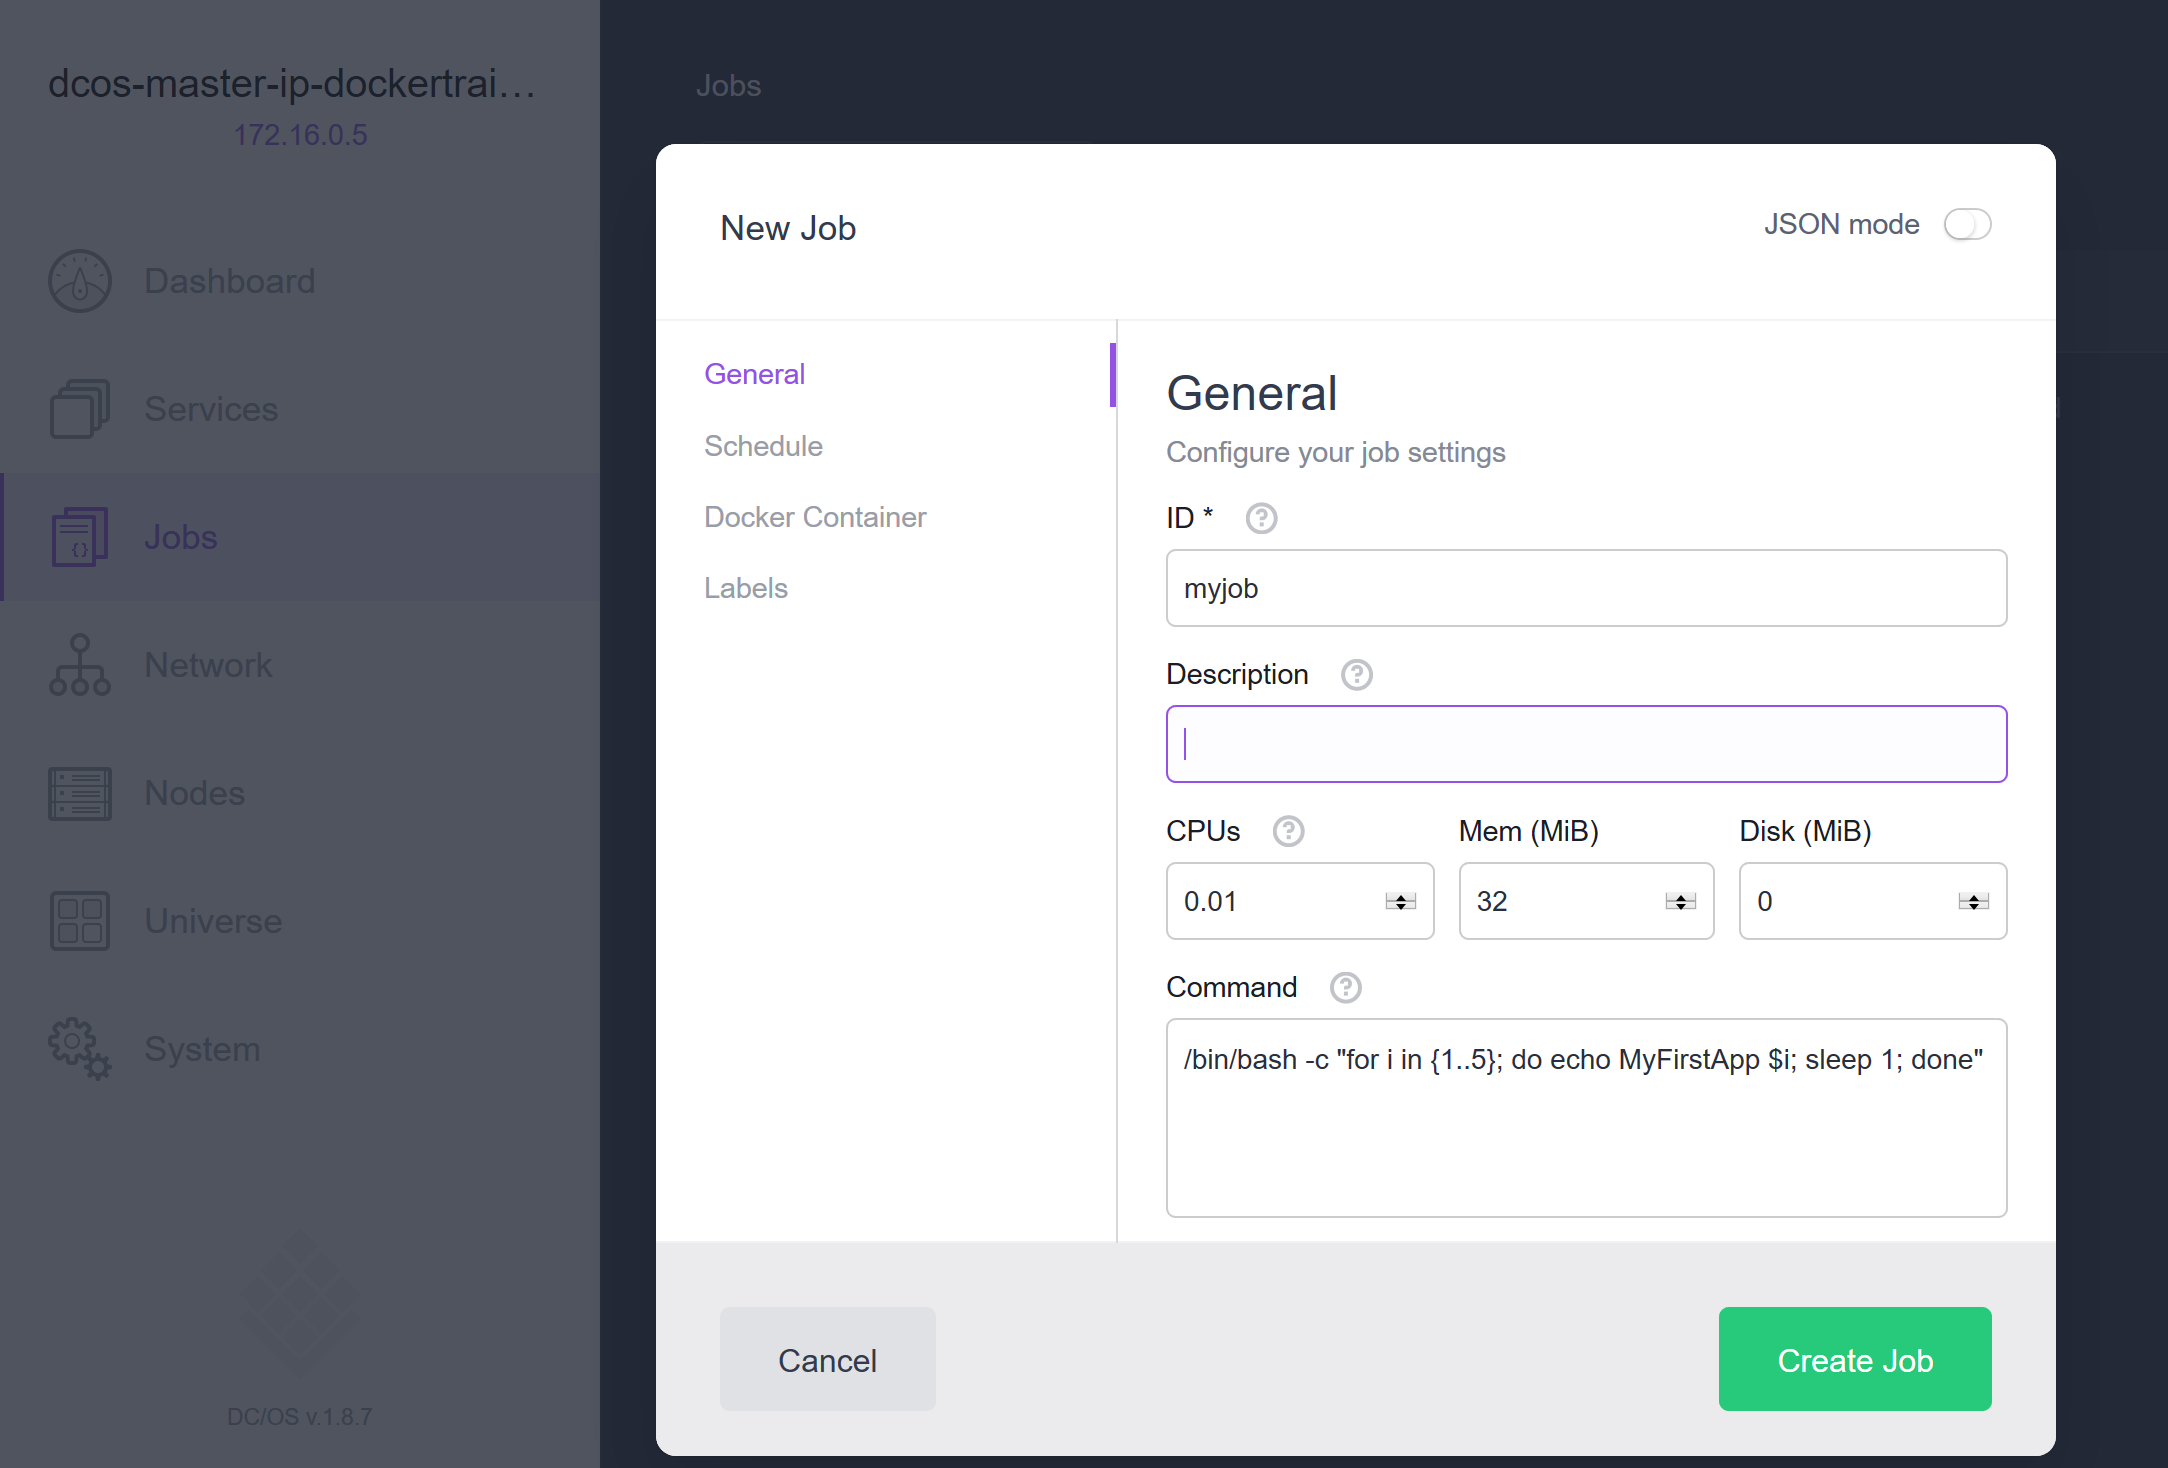 dcos-master-ip-dockertrai…
172.16.0.5
Dashboard
Services
Jobs
Network
Nodes
Universe
System
DC/OS v.1.8.7
Jobs
New Job
JSON mode
General
Schedule
Docker Container
Labels
General
Configure your job settings
ID *
myjob
Description
CPUs
Mem (MiB)
Disk (MiB)
0.01
32
0
Command
/bin/bash -c "for i in {1..5}; do echo MyFirstApp $i; sleep 1; done"
Cancel
Create Job